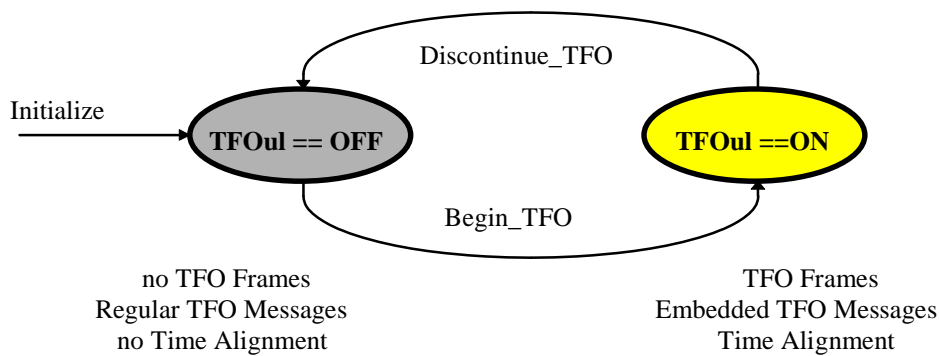 Discontinue_TFO
Initialize
TFOul == OFF
TFOul ==ON
Begin_TFO
no TFO Frames
Regular TFO Messages
no Time Alignment
TFO Frames
Embedded TFO Messages
Time Alignment